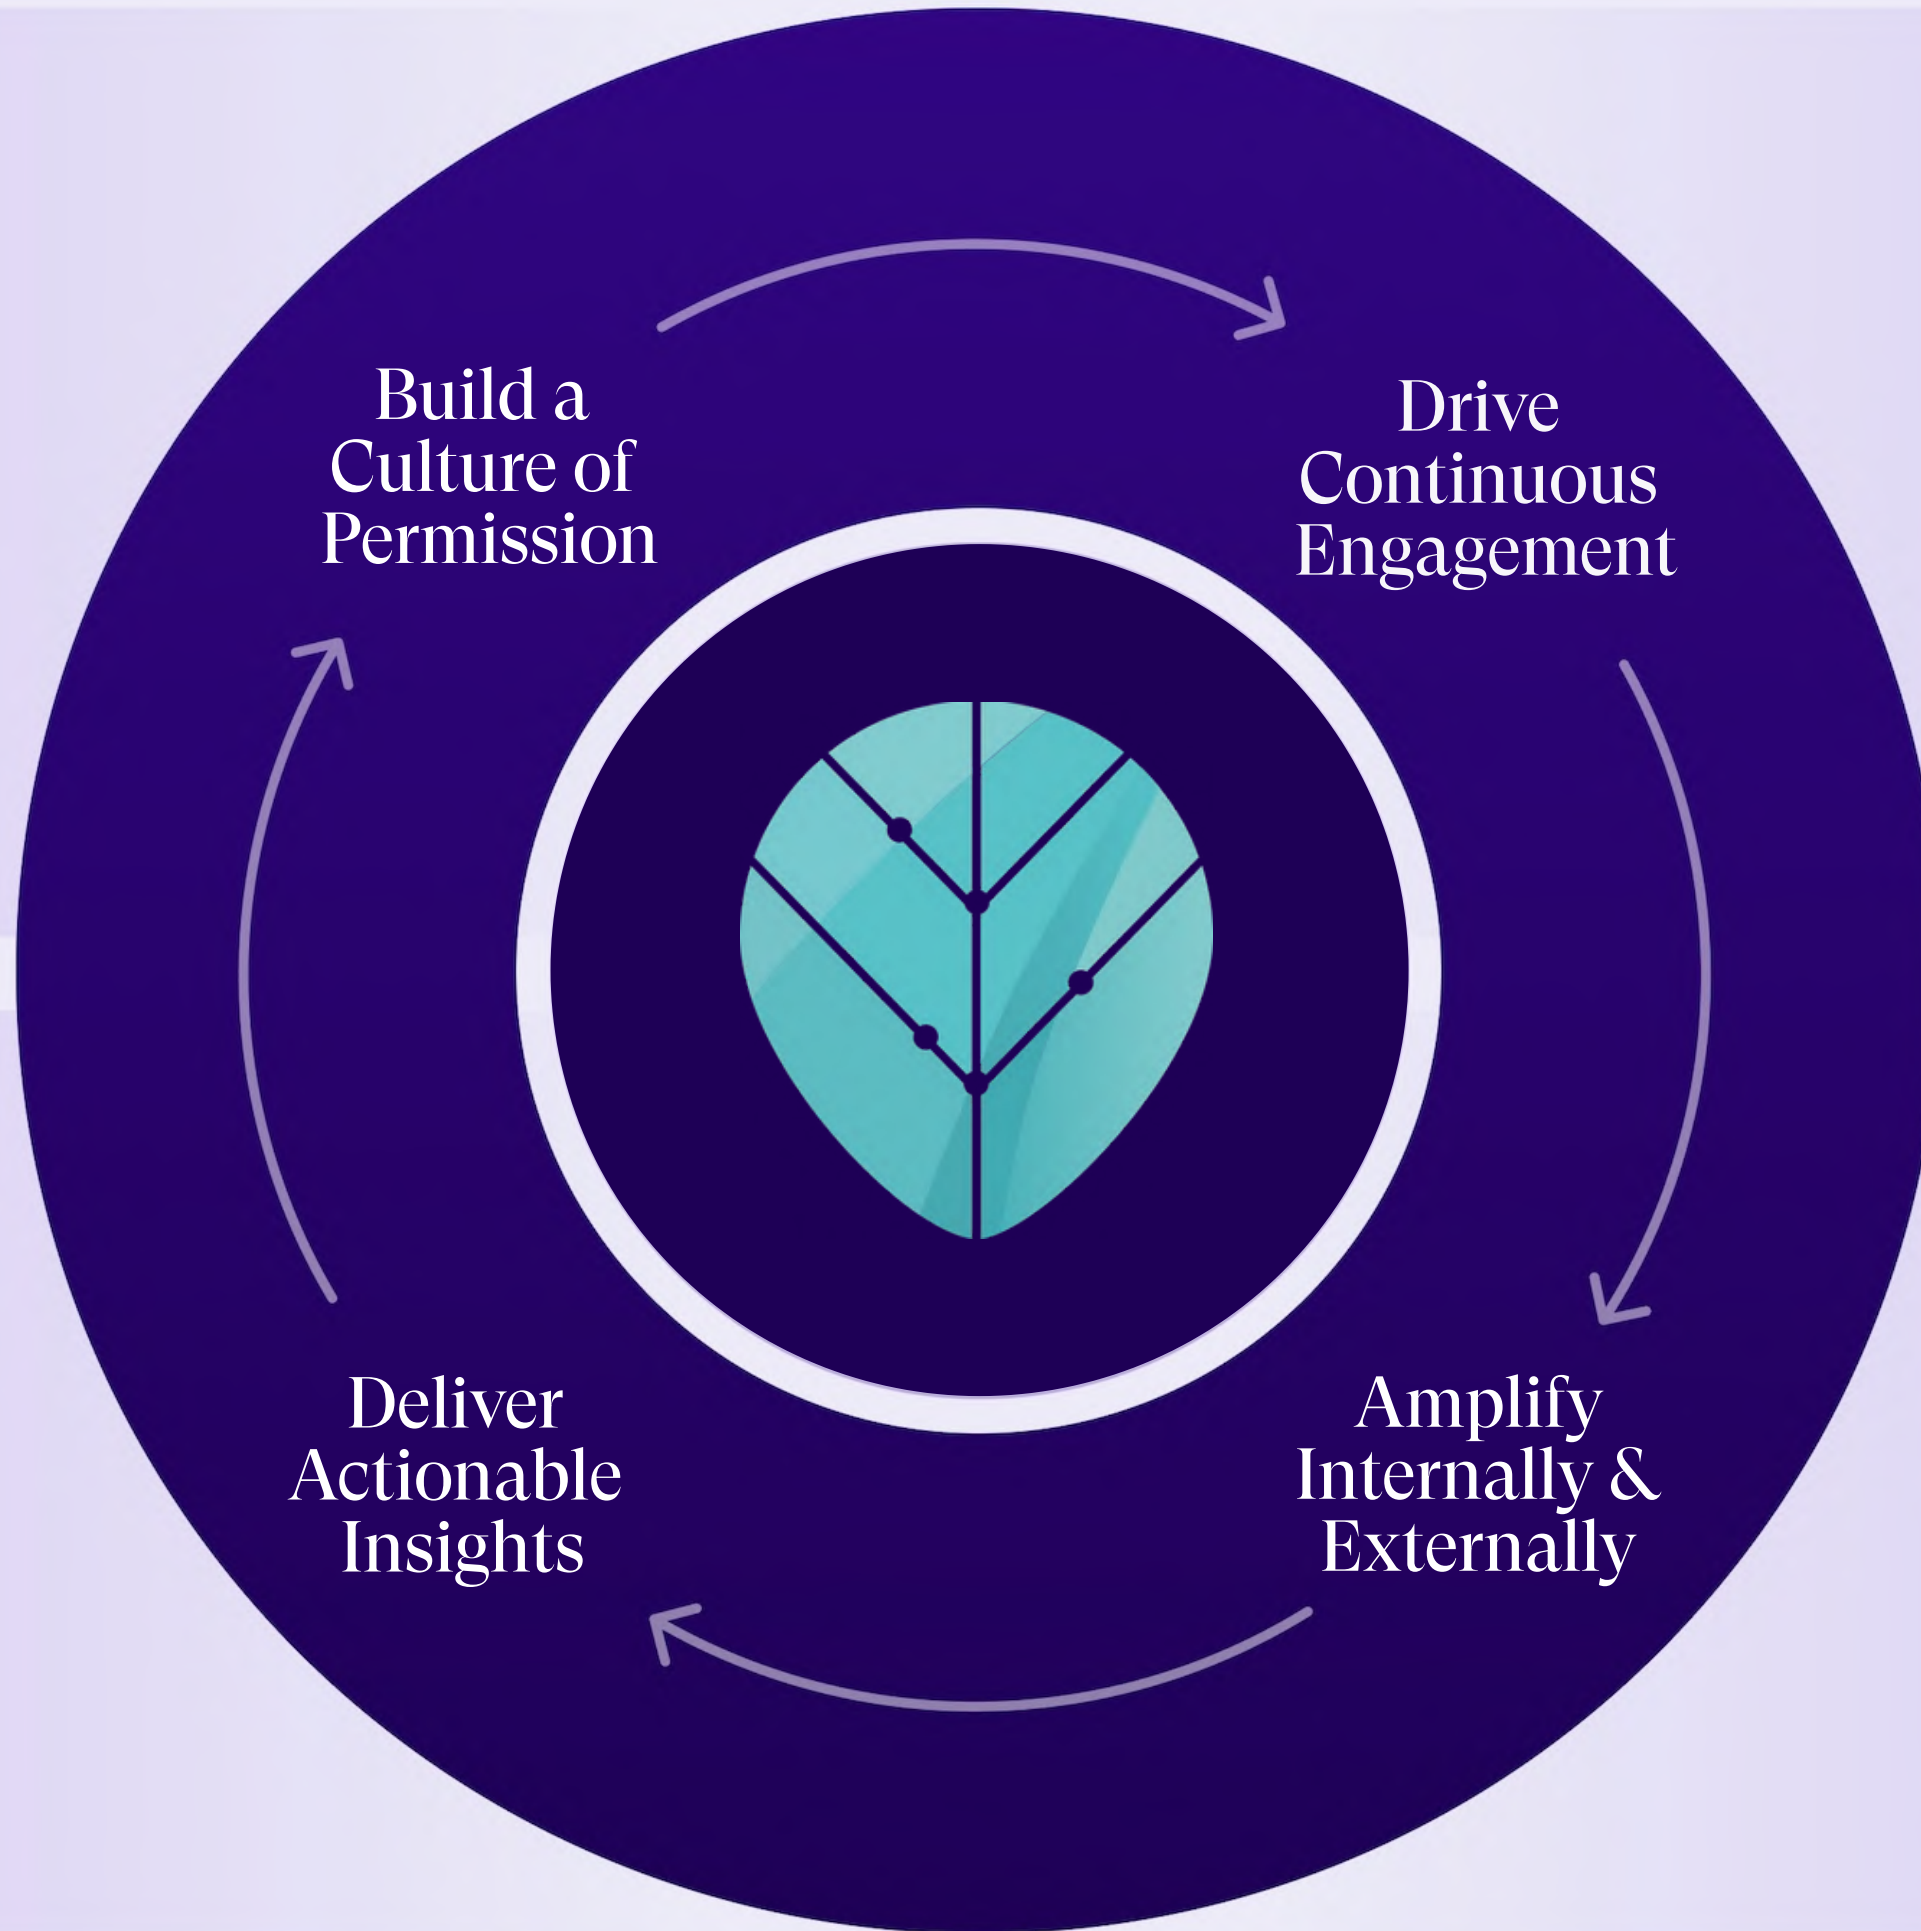 Build a
Culture of
Permission
Drive
Continuous
Engagement
Amplify
Internally &
Externally
Deliver
Actionable
Insights